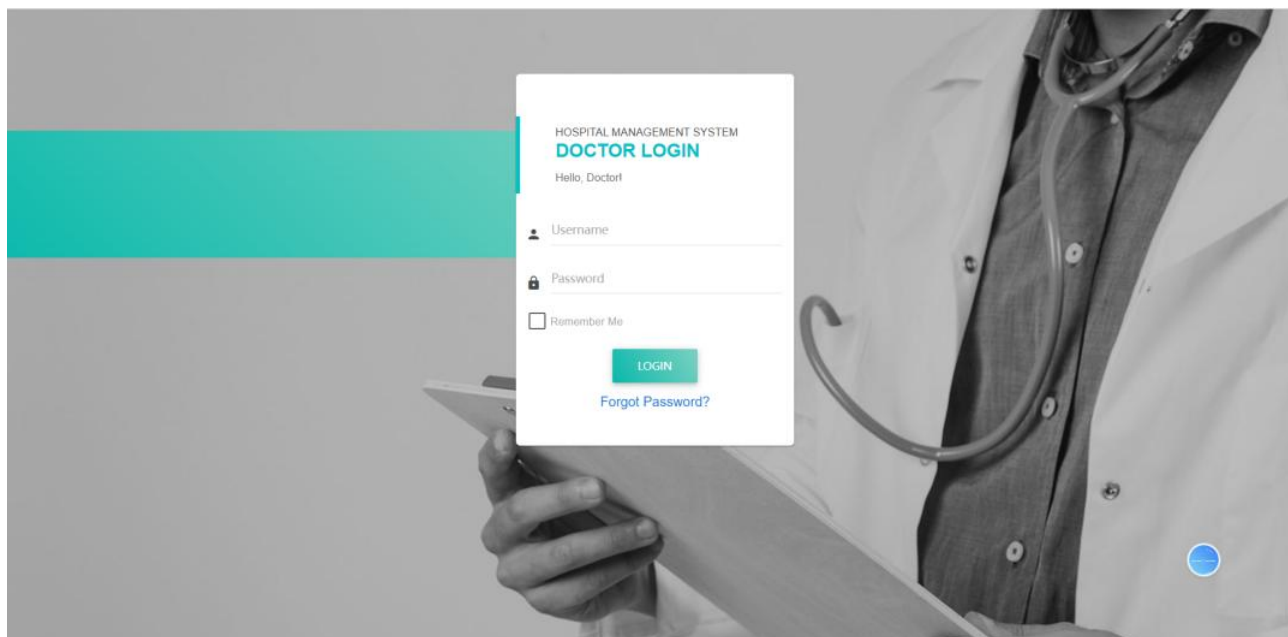 HOSPITAL MANAGEMENT SYSTEM
DOCTOR LOGIN
Hello, Doctor!
Username
Password
Remember Me
LOGIN
Forgot Password?